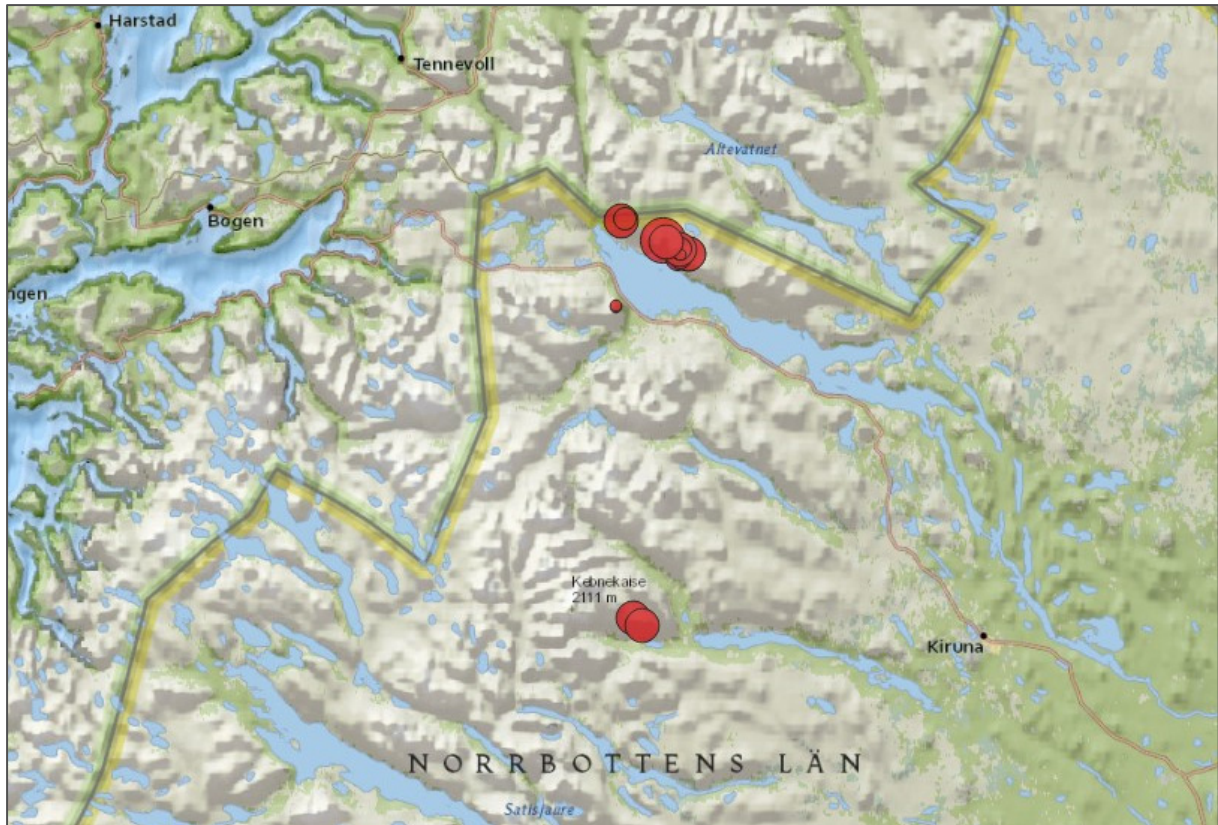 Harstad
Tennevoll
Altevatnet
Bogen
ngen
Kebnekaise
2111 m
Kiruna
NORRBOTTENS LÄN
Satisjaure